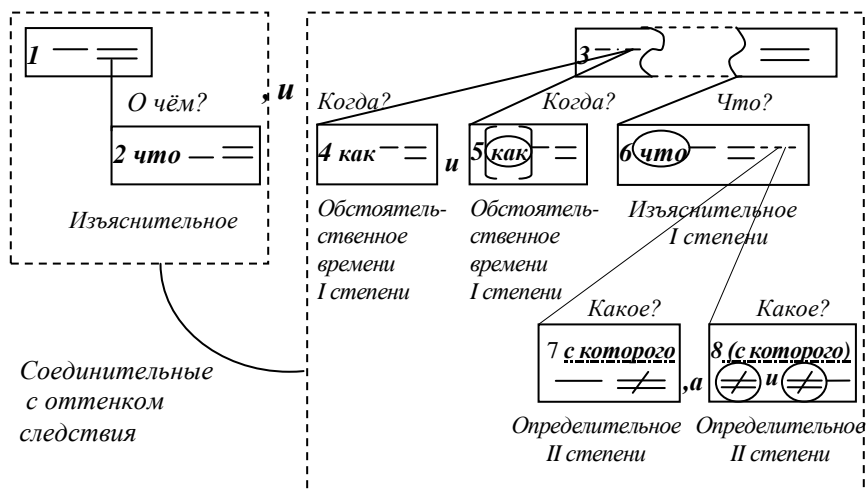 1
3
О чём?
, и
Когда?
Когда?
Что?
2 что
4 как
и
5 как
6 что
Изъяснительное
Обстоятель-
ственное
времени
I степени
Обстоятель-
ственное
времени
I степени
Изъяснительное
I степени
Какое?
Какое?
7 с которого
,а
8 (с которого)
и
Соединительные
с оттенком
следствия
Определительное
II степени
Определительное
II степени